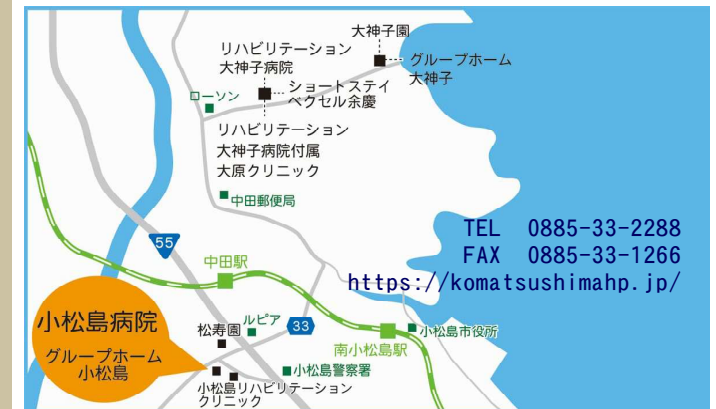 大神子園
リハビリテーション
大神子病院
グループホーム
大神子
ショートステイ
ベクセル余慶
ローソン
リハビリテーション
大神子病院付属
大原クリニック
中田郵便局
TEL 0885-33-2288
FAX 0885-33-1266
https://komatsushimahp.jp/
55
中田駅
小松島病院
グループホーム
小松島
松寿園
ルピア
33
小松島市役所
南小松島駅
小松島警察署
小松島リハビリテーション
クリニック